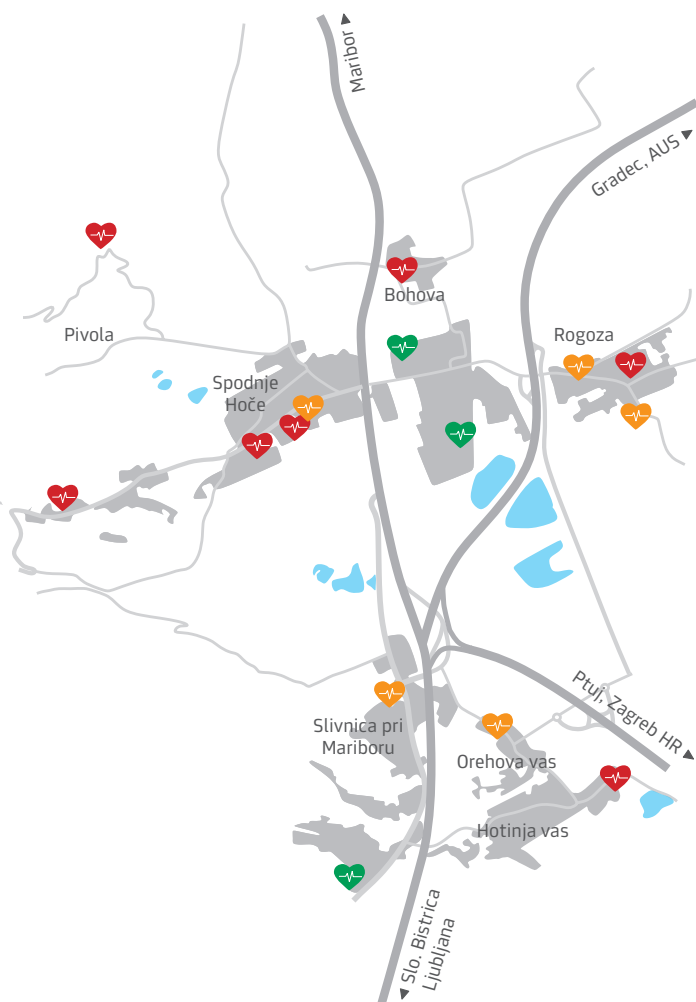 Maribor
Gradec, AUS
Bohova
Pivola
Rogoza
Spodnje
Hoče
Ptuj, Zagreb HR
Slivnica pri
Mariboru
Orehova vas
Hotinja vas
Slo. Bistrica
Ljubljana